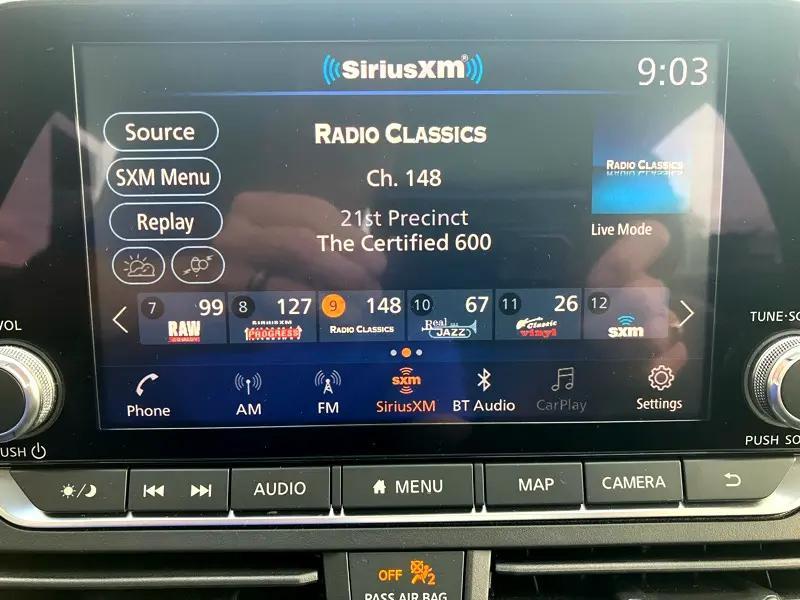 SiriusXM®
9:03
Source
RADIO CLASSICS
RADIO CLASSICS
SXM Menu
Ch. 148
Replay
21st Precinct
The Certified 600
Live Mode
7 99
RAW
8 127
SIRIUSXM
PROGRESS
9 148
RADIO CLASSICS
10 67
Real JAZZ
11 26
Classic
vinyl
12
sxm
Phone
AM
FM
sxm
SiriusXM
BT Audio
CarPlay
Settings
VOL
PUSH
TUNE·SC
PUSH SO
AUDIO
MENU
MAP
CAMERA
OFF 2
PASS AIR BAG